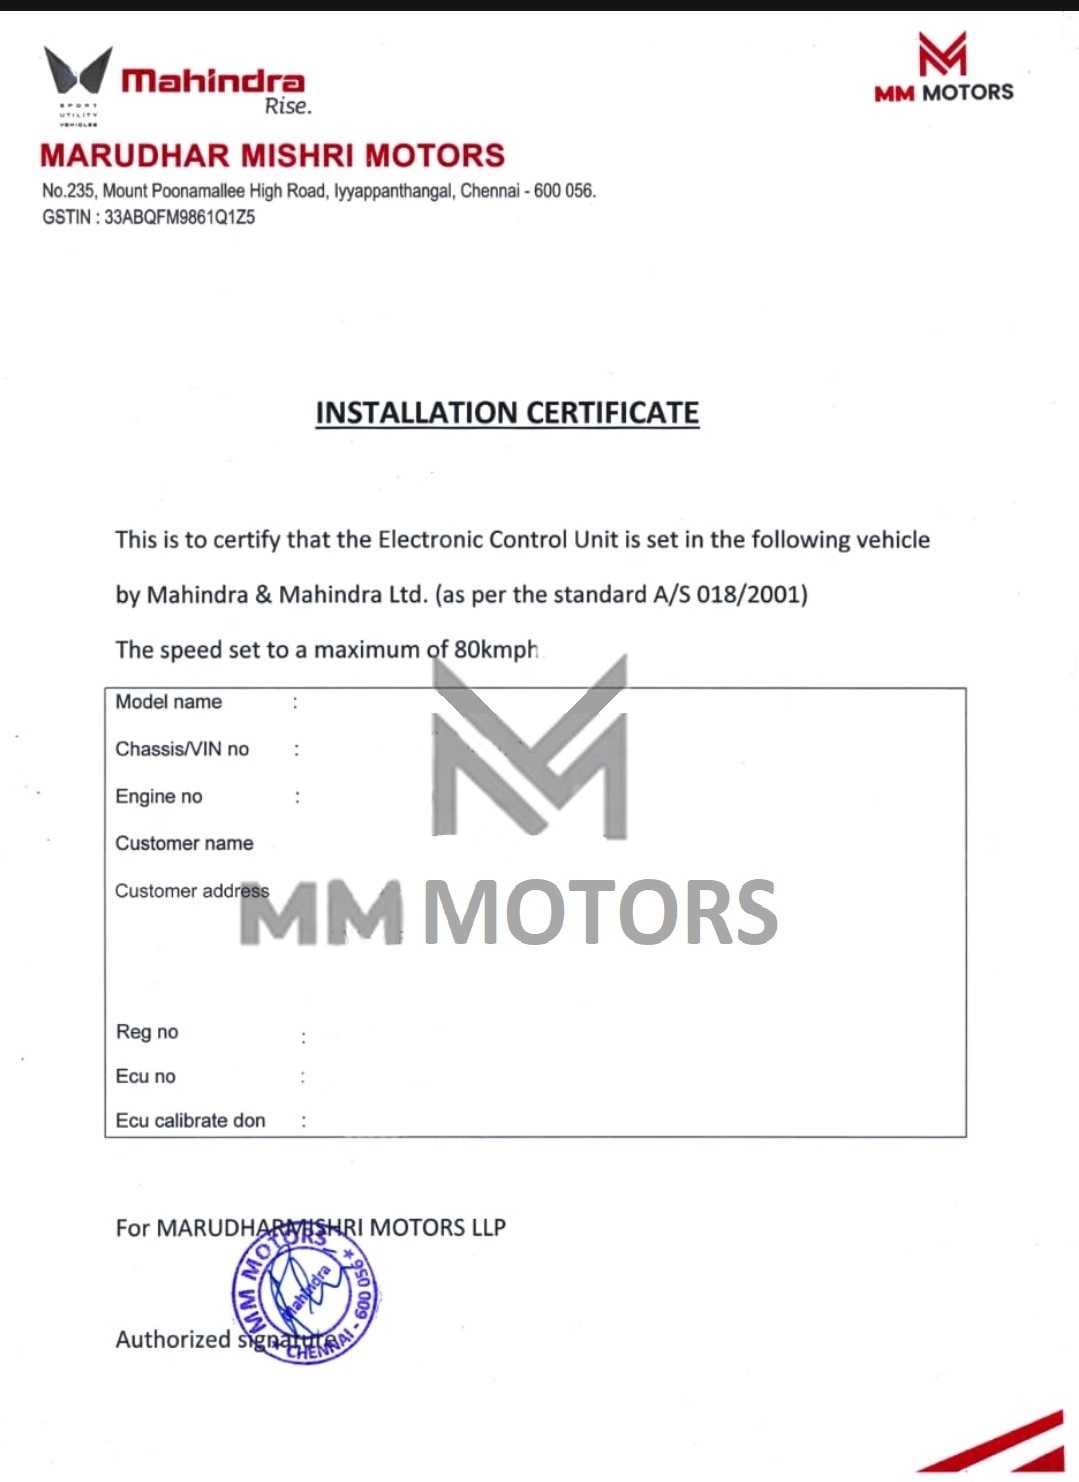 mahindra
Rise.
SPORT
UTILITY
VEHICLES
MM MOTORS
MARUDHAR MISHRI MOTORS
No.235, Mount Poonamallee High Road, Iyyappanthangal, Chennai - 600 056.
GSTIN : 33ABQFM9861Q1Z5
INSTALLATION CERTIFICATE
This is to certify that the Electronic Control Unit is set in the following vehicle
by Mahindra & Mahindra Ltd. (as per the standard A/S 018/2001)
The speed set to a maximum of 80kmph
Model name :
Chassis/VIN no :
Engine no :
Customer name
Customer address
MM MOTORS
Reg no :
Ecu no :
Ecu calibrate don :
For MARUDHARMISHRI MOTORS LLP
MM MOTORS
Mahindra
* CHENNAI - 600 056 *
Authorized signature